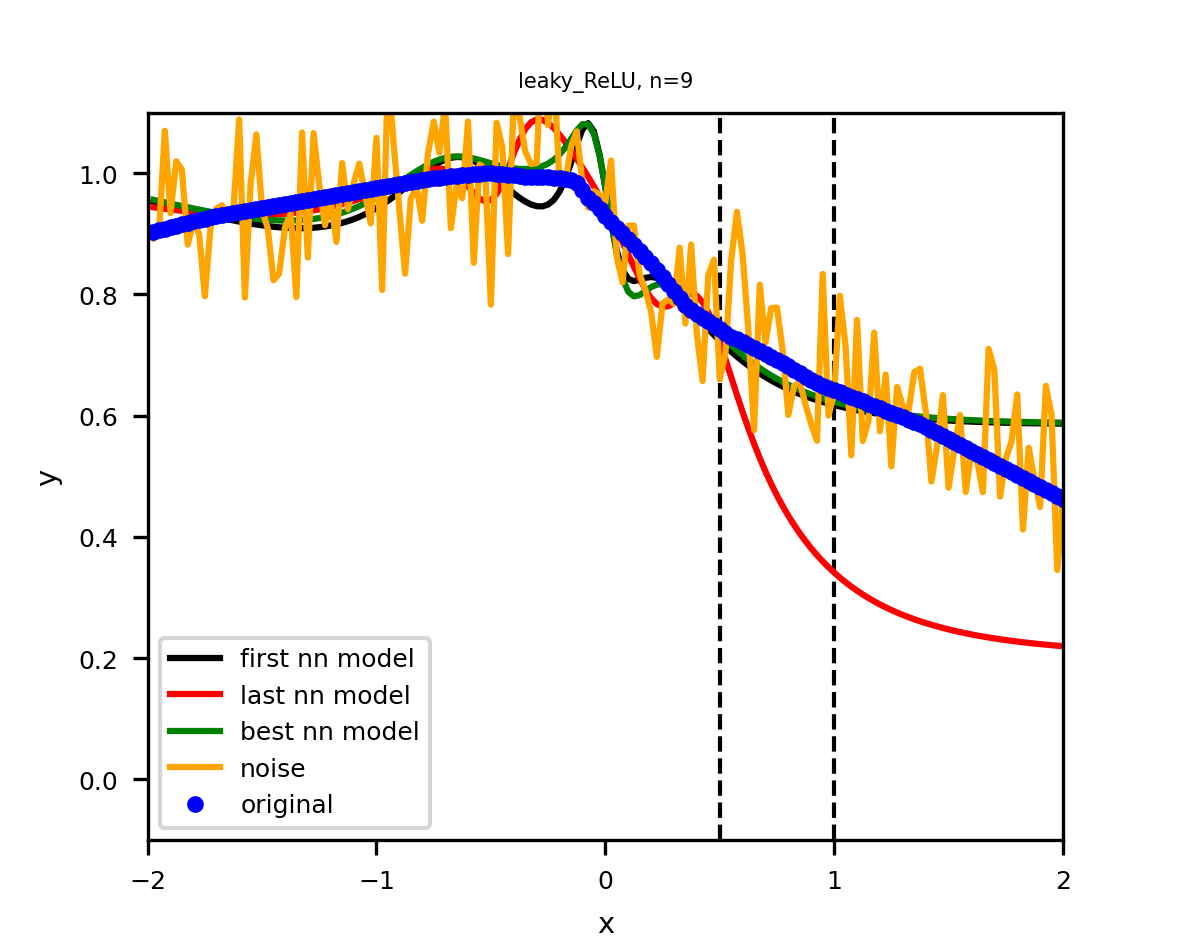 leaky_ReLU, n=9
1.0
0.8
0.6
0.4
0.2
0.0
y
first nn model
last nn model
best nn model
noise
original
−2
−1
0
1
2
x